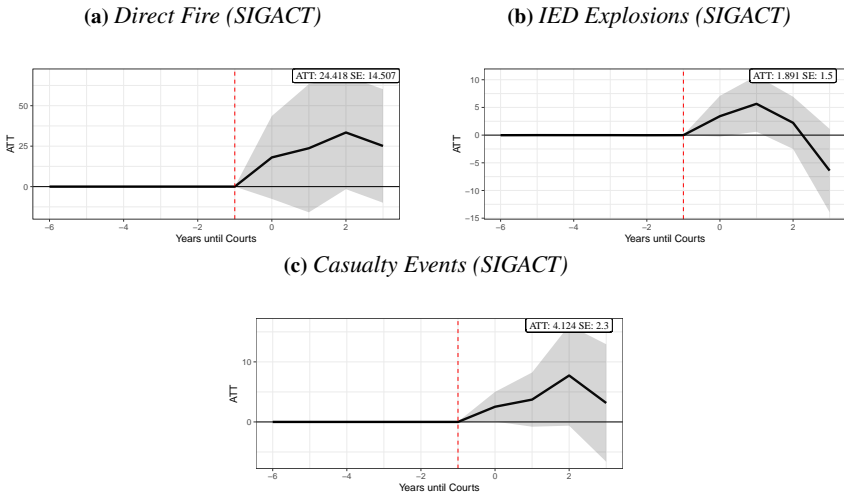 (a) Direct Fire (SIGACT)
ATT: 24.418 SE: 14.507
50
25
0
ATT
−6 −4 −2 0 2
Years until Courts
(b) IED Explosions (SIGACT)
ATT: 1.891 SE: 1.5
10
5
0
−5
−10
−15
ATT
−6 −4 −2 0 2
Years until Courts
(c) Casualty Events (SIGACT)
ATT: 4.124 SE: 2.3
10
0
ATT
−6 −4 −2 0 2
Years until Courts